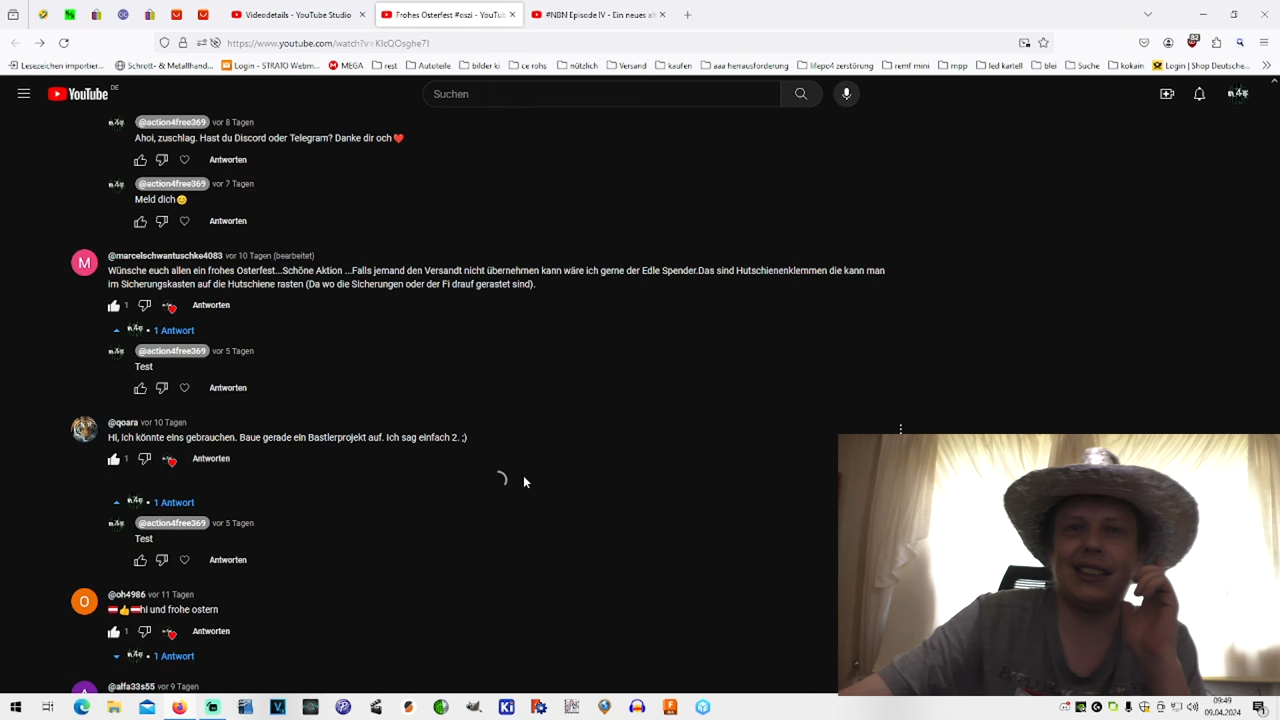 Videodetails - YouTube Studio
Frohes Osterfest #oszi - YouTu
#NBN Episode IV - Ein neues al
https://www.youtube.com/watch?v=
Lesezeichen importier...
Schrott- & Metallhand...
Login - STRATO Webm...
MEGA
rest
Autoteile
bilder ki
ce rohs
nützlich
Versand
kaufen
aaa herrausforderung
lifepo4 zerstörung
remf mini
mpp
led kartell
blei
Suche
kokain
Login | Shop Deutsche...
YouTube DE
Suchen
@action4free369 vor 8 Tagen
Ahoi, zuschlag. Hast du Discord oder Telegram? Danke dir och❤️
Antworten
@action4free369 vor 7 Tagen
Meld dich😊
Antworten
M
@marcelschwantuschke4083 vor 10 Tagen (bearbeitet)
Wünsche euch allen ein frohes Osterfest...Schöne Aktion ...Falls jemand den Versandt nicht übernehmen kann wäre ich gerne der Edle Spender.Das sind Hutschienenklemmen die kann man
im Sicherungskasten auf die Hutschiene rasten (Da wo die Sicherungen oder der Fi drauf gerastet sind).
1 Antworten
1 Antwort
@action4free369 vor 5 Tagen
Test
Antworten
@qoara vor 10 Tagen
Hi, ich könnte eins gebrauchen. Baue gerade ein Bastlerprojekt auf. Ich sag einfach 2. ;)
1 Antworten
1 Antwort
@action4free369 vor 5 Tagen
Test
Antworten
O
@oh4986 vor 11 Tagen
🇦🇹👍🇦🇹hi und frohe ostern
1 Antworten
1 Antwort
@alfa33s55 vor 9 Tagen
09:49
09.04.2024